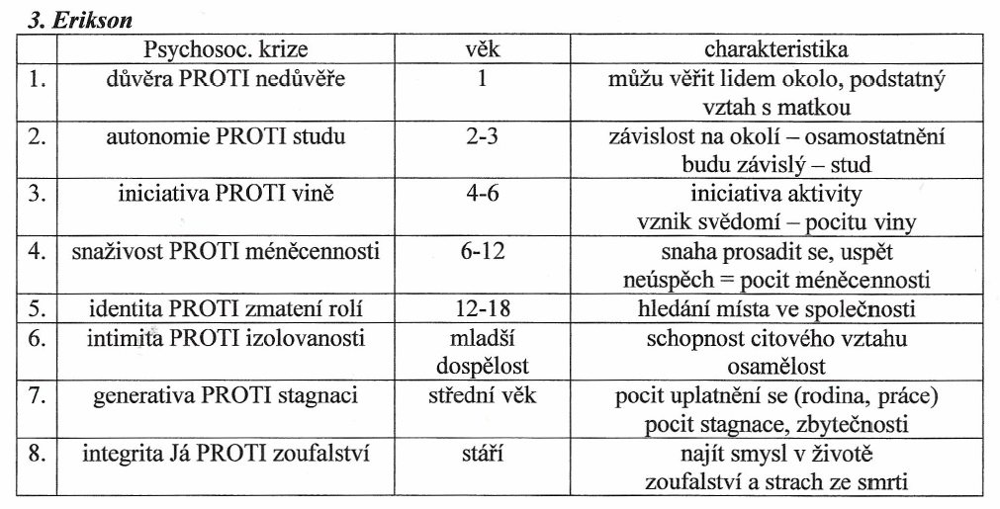 3. Erikson
Psychosoc. krize věk charakteristika
1. důvěra PROTI nedůvěře 1 můžu věřit lidem okolo, podstatný
vztah s matkou
2. autonomie PROTI studu 2-3 závislost na okolí – osamostatnění
budu závislý – stud
3. iniciativa PROTI vině 4-6 iniciativa aktivity
vznik svědomí – pocitu viny
4. snaživost PROTI méněcennosti 6-12 snaha prosadit se, uspět
neúspěch = pocit méněcennosti
5. identita PROTI zmatení rolí 12-18 hledání místa ve společnosti
6. intimita PROTI izolovanosti mladší schopnost citového vztahu
dospělost osamělost
7. generativa PROTI stagnaci střední věk pocit uplatnění se (rodina, práce)
pocit stagnace, zbytečnosti
8. integrita Já PROTI zoufalství stáří najít smysl v životě
zoufalství a strach ze smrti